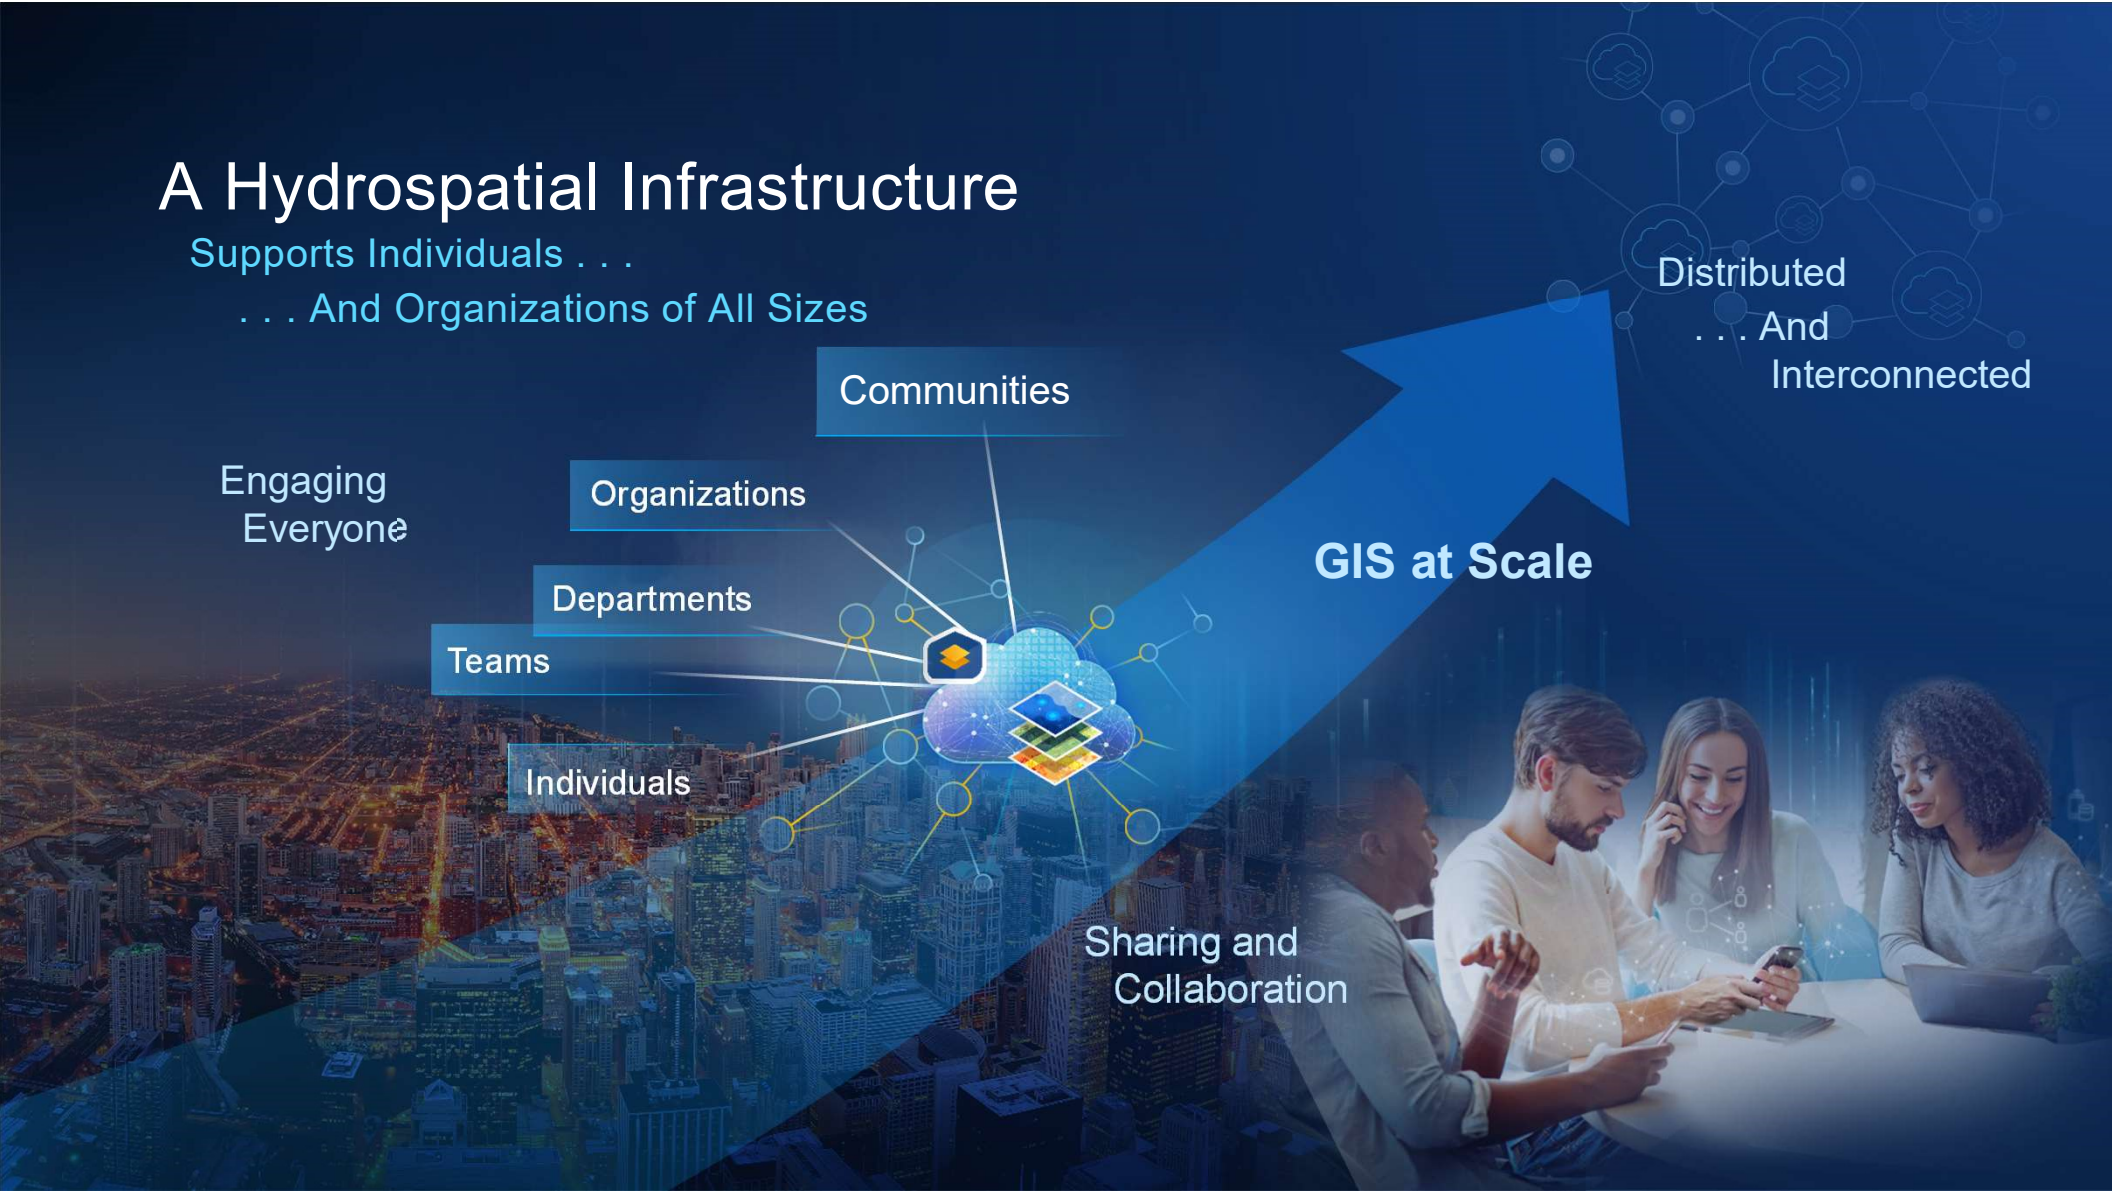 A Hydrospatial Infrastructure
Supports Individuals . . .
. . . And Organizations of All Sizes
Distributed
. . . And
Interconnected
Communities
Engaging
Everyone
Organizations
GIS at Scale
Departments
Teams
Individuals
Sharing and
Collaboration